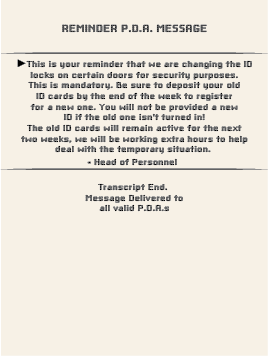 REMINDER P.D.A. MESSAGE
▶This is your reminder that we are changing the ID
locks on certain doors for security purposes.
This is mandatory. Be sure to deposit your old
ID cards by the end of the week to register
for a new one. You will not be provided a new
ID if the old one isn't turned in!
The old ID cards will remain active for the next
two weeks, we will be working extra hours to help
deal with the temporary situation.
- Head of Personnel
Transcript End.
Message Delivered to
all valid P.D.A.s